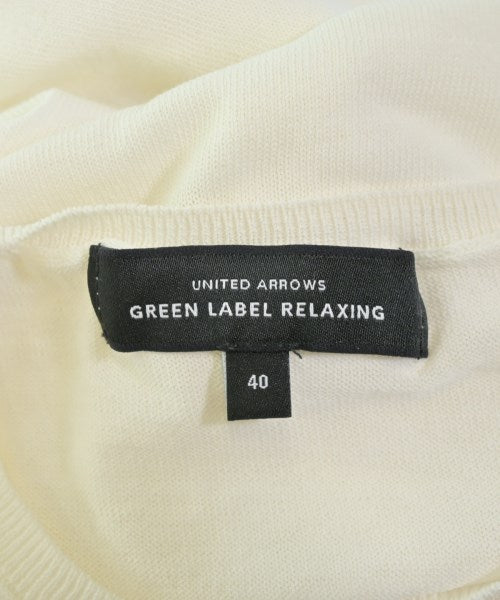 UNITED ARROWS
GREEN LABEL RELAXING
40